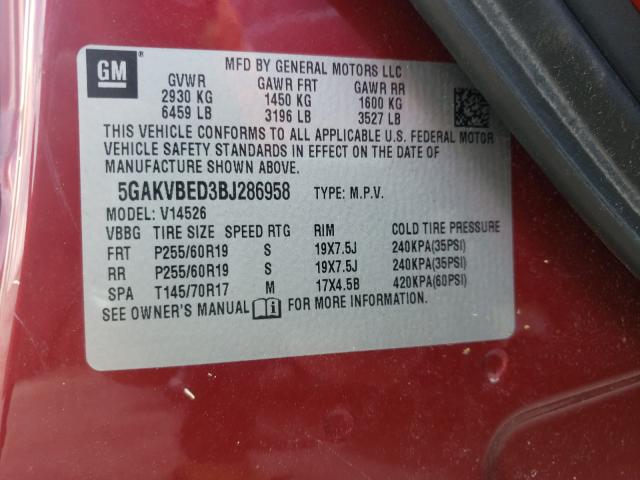 GM
MFD BY GENERAL MOTORS LLC
GVWR GAWR FRT GAWR RR
2930 KG 1450 KG 1600 KG
6459 LB 3196 LB 3527 LB
THIS VEHICLE CONFORMS TO ALL APPLICABLE U.S. FEDERAL MOTOR
VEHICLE SAFETY STANDARDS IN EFFECT ON THE DATE OF
MANUFACTURE SHOWN ABOVE.
5GAKVBED3BJ286958 TYPE: M.P.V.
MODEL: V14526
VBBG TIRE SIZE SPEED RTG RIM COLD TIRE PRESSURE
FRT P255/60R19 S 19X7.5J 240KPA(35PSI)
RR P255/60R19 S 19X7.5J 240KPA(35PSI)
SPA T145/70R17 M 17X4.5B 420KPA(60PSI)
SEE OWNER'S MANUAL i FOR MORE INFORMATION.